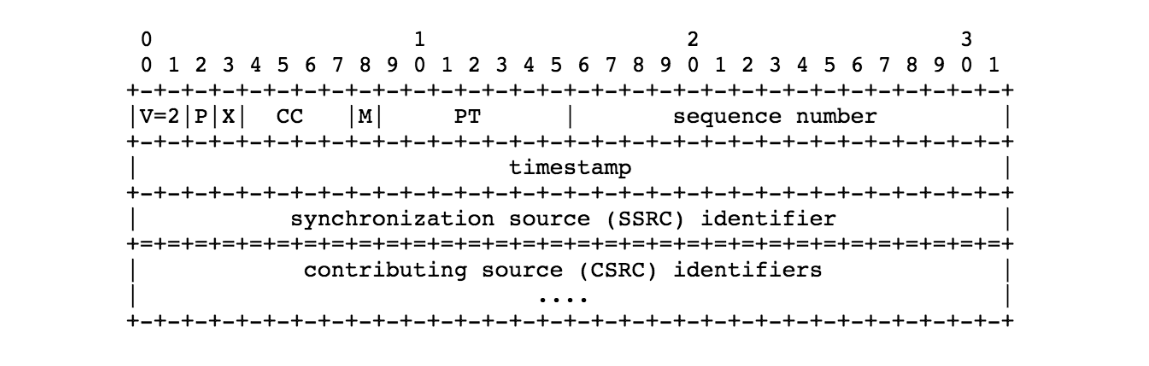 0                   1                   2                   3
0 1 2 3 4 5 6 7 8 9 0 1 2 3 4 5 6 7 8 9 0 1 2 3 4 5 6 7 8 9 0 1
+-+-+-+-+-+-+-+-+-+-+-+-+-+-+-+-+-+-+-+-+-+-+-+-+-+-+-+-+-+-+-+-+
|V=2|P|X|  CC   |M|     PT      |       sequence number         |
+-+-+-+-+-+-+-+-+-+-+-+-+-+-+-+-+-+-+-+-+-+-+-+-+-+-+-+-+-+-+-+-+
|                           timestamp                           |
+-+-+-+-+-+-+-+-+-+-+-+-+-+-+-+-+-+-+-+-+-+-+-+-+-+-+-+-+-+-+-+-+
|           synchronization source (SSRC) identifier            |
+=+=+=+=+=+=+=+=+=+=+=+=+=+=+=+=+=+=+=+=+=+=+=+=+=+=+=+=+=+=+=+=+
|            contributing source (CSRC) identifiers             |
|                             ....                              |
+-+-+-+-+-+-+-+-+-+-+-+-+-+-+-+-+-+-+-+-+-+-+-+-+-+-+-+-+-+-+-+-+